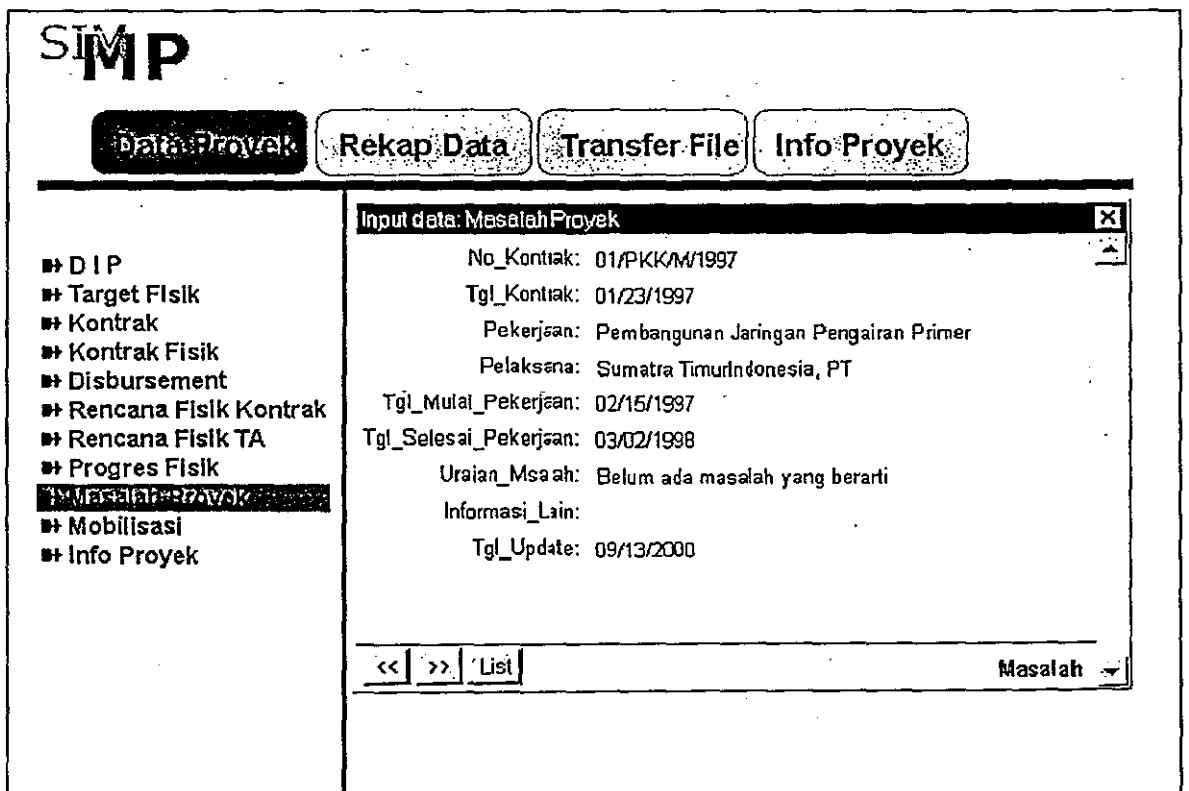 SIMMP
Data Proyek Rekap Data Transfer File Info Proyek
D I P
Target Fisik
Kontrak
Kontrak Fisik
Disbursement
Rencana Fisik Kontrak
Rencana Fisik TA
Progres Fisik
Masalah Proyek
Mobilisasi
Info Proyek
Input data: Masalah Proyek
No_Kontrak: 01/PKK/M/1997
Tgl_Kontrak: 01/23/1997
Pekerjaan: Pembangunan Jaringan Pengairan Primer
Pelaksana: Sumatra TimurIndonesia, PT
Tgl_Mulai_Pekerjaan: 02/15/1997
Tgl_Selesai_Pekerjaan: 03/02/1998
Uraian_Msaah: Belum ada masalah yang berarti
Informasi_Lain:
Tgl_Update: 09/13/2000
<< >> List Masalah